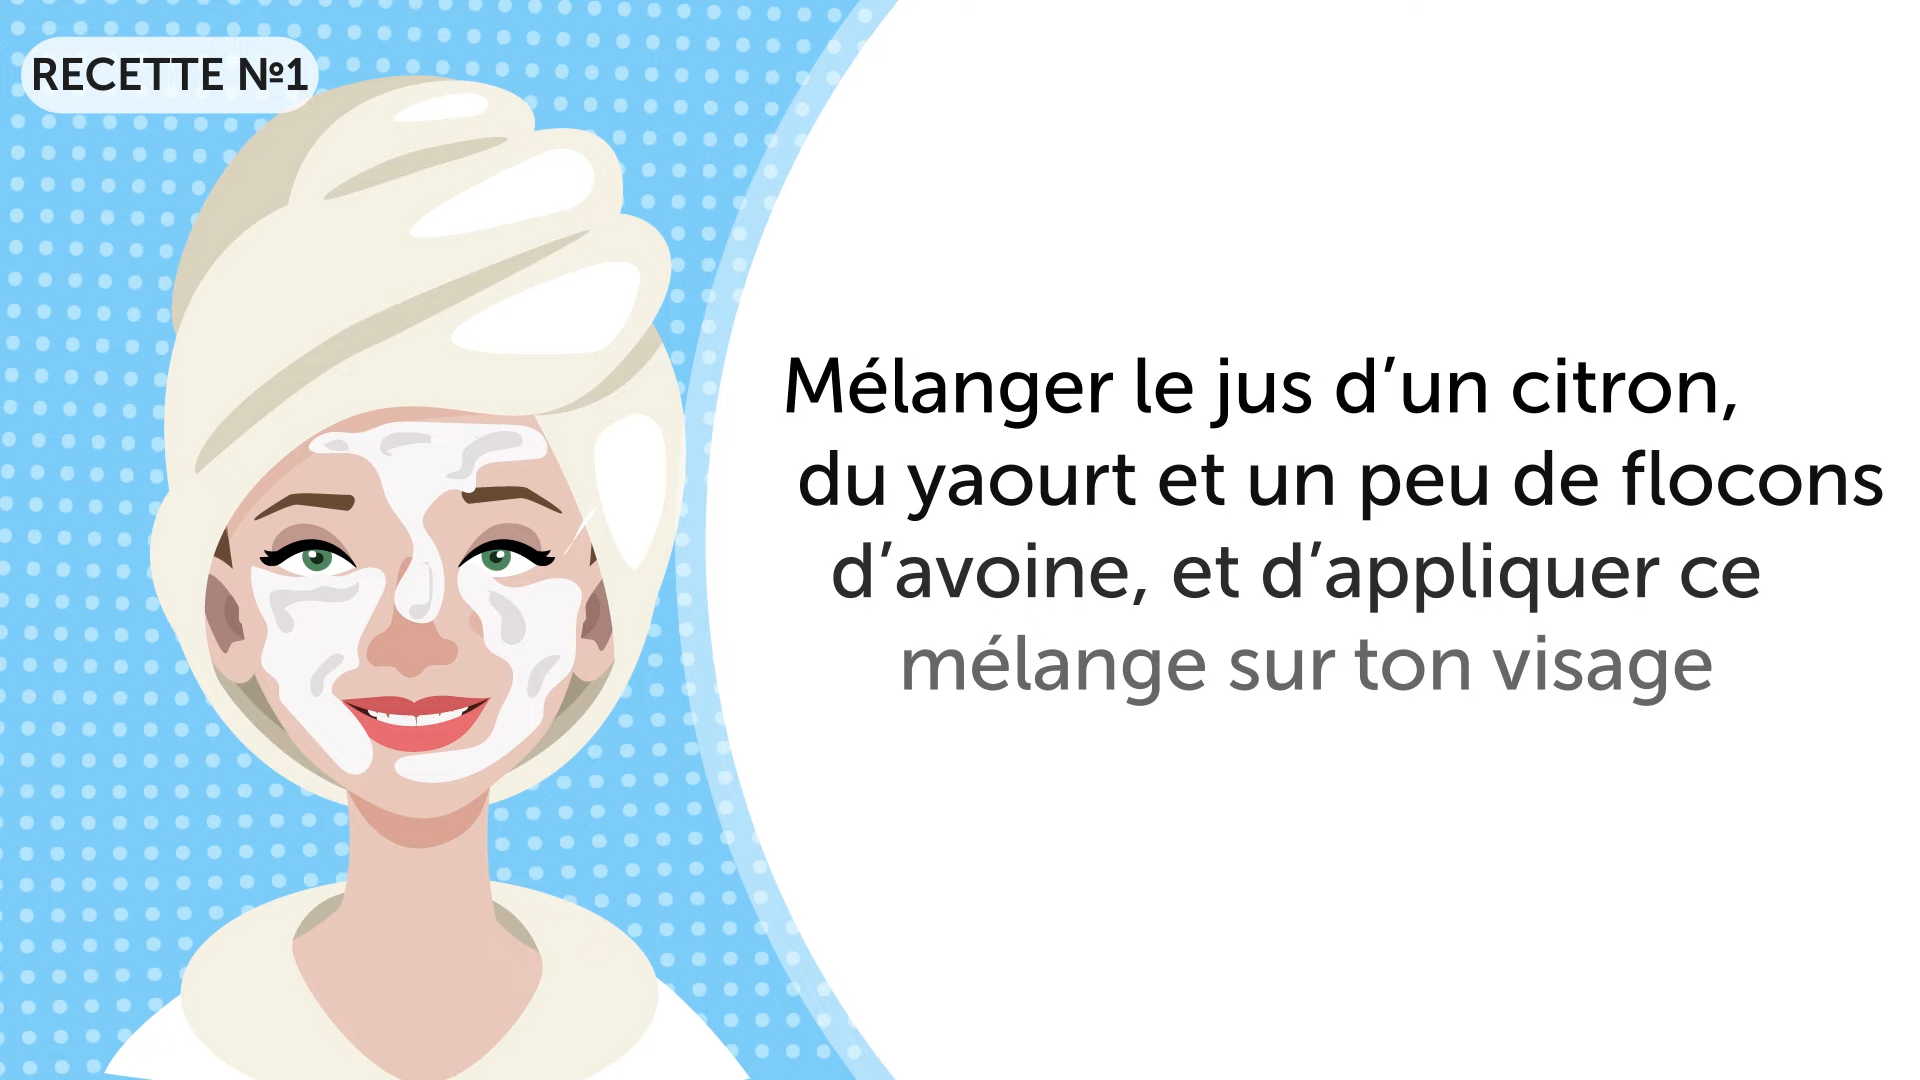 RECETTE №1
Mélanger le jus d’un citron,
du yaourt et un peu de flocons
d’avoine, et d’appliquer ce
mélange sur ton visage